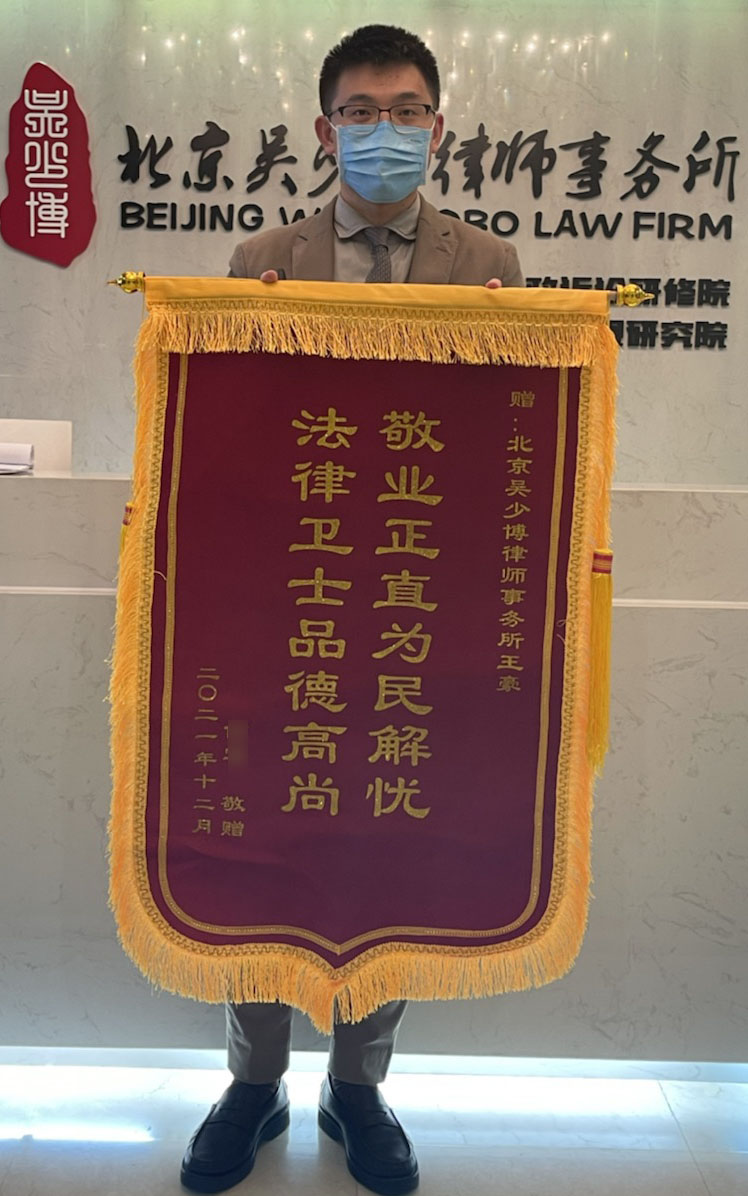 吴少博
北京吴少 律师事务所
BEIJING W OBO LAW FIRM
政诉讼研修院
研究院
赠：北京吴少博律师事务所王豪
敬业正直为民解忧
法律卫士品德高尚
敬赠
二〇二一年十二月